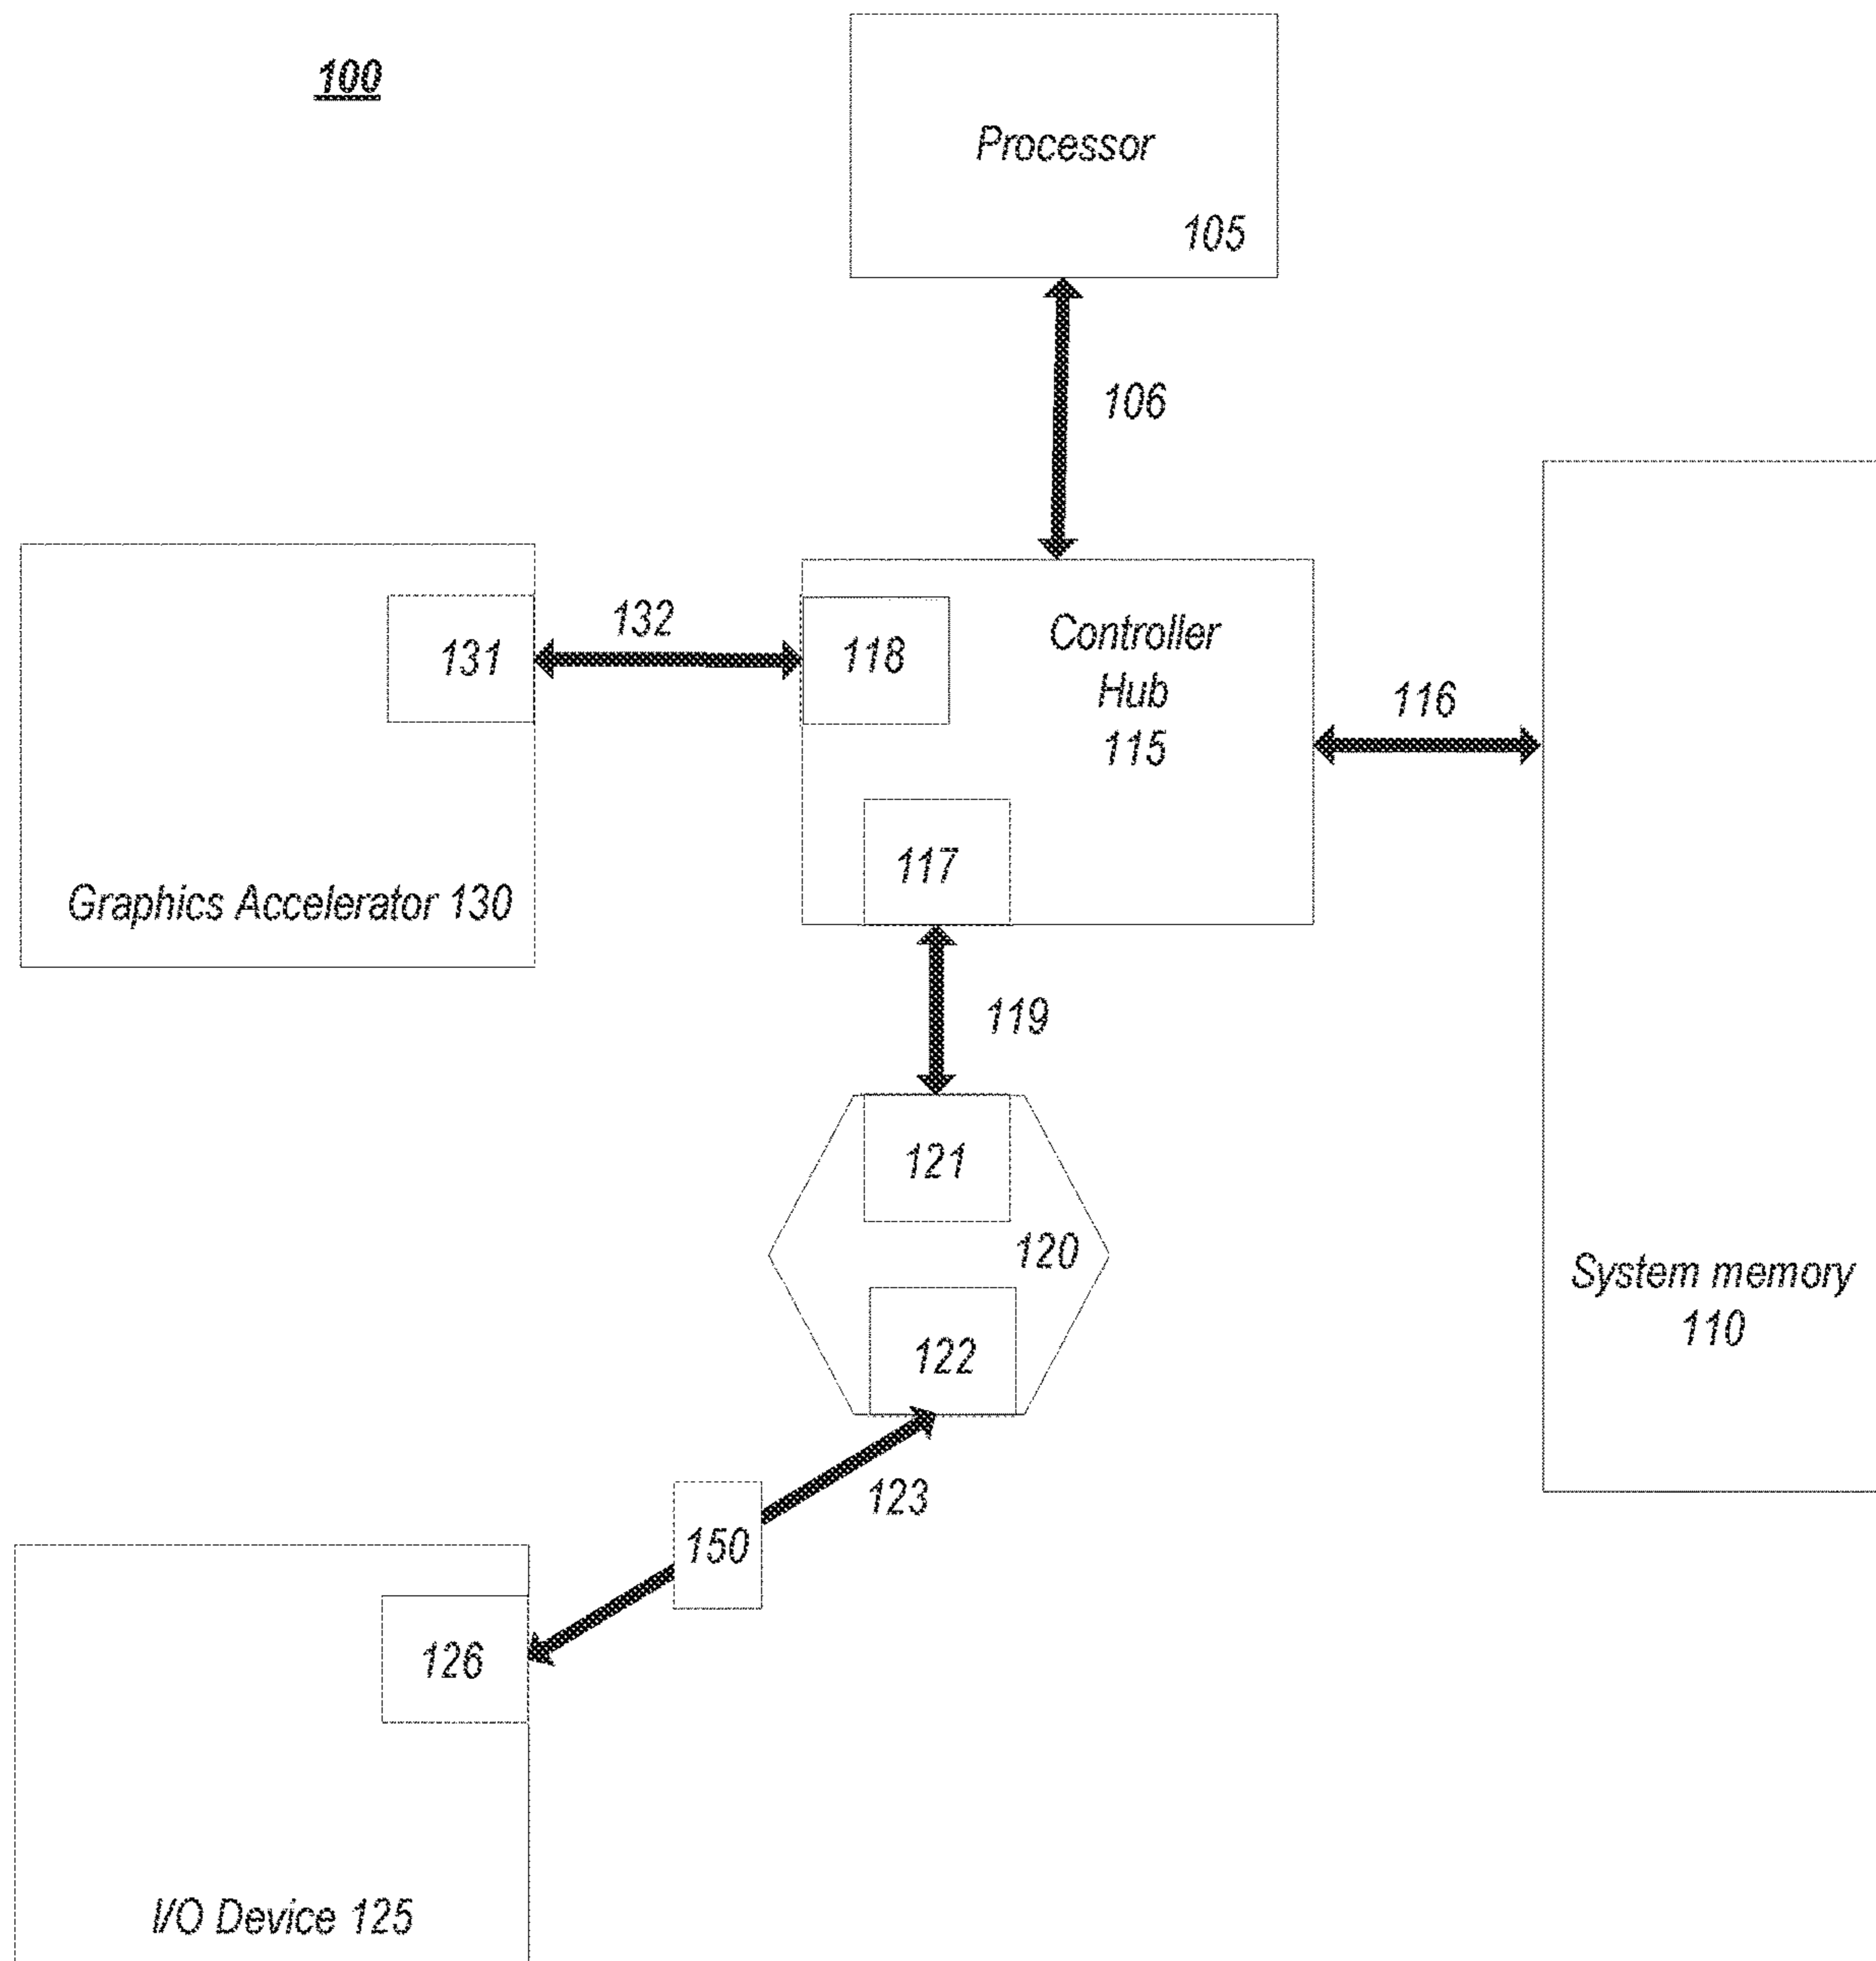 100
Processor
105
106
131
132
118
Controller
Hub
115
116
117
Graphics Accelerator 130
119
121
120
System memory
110
122
123
150
126
I/O Device 125